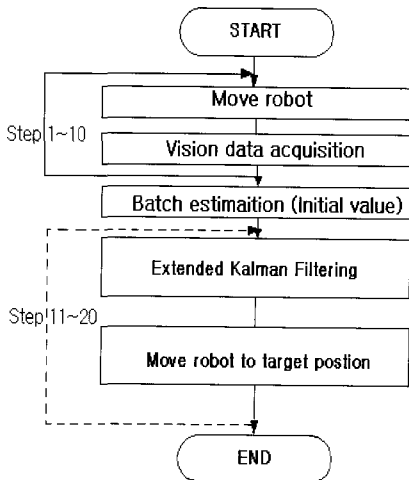 START
Move robot
Step 1~10
Vision data acquisition
Batch estimaition (Initial value)
Extended Kalman Filtering
Step 11~20
Move robot to target postion
END